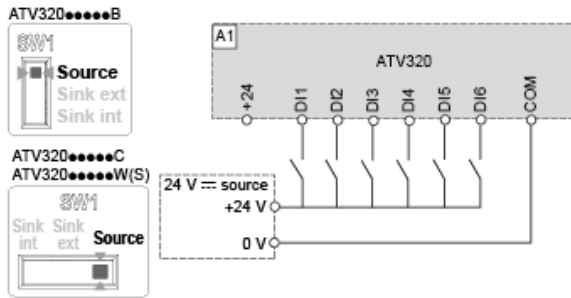 ATV320●●●●●B
SW1
Source
Sink ext
Sink int
ATV320●●●●●C
ATV320●●●●●W(S)
SW1
Sink int
Sink ext
Source
A1
ATV320
+24
DI1
DI2
DI3
DI4
DI5
DI6
COM
24 V ⎓ source
+24 V
0 V